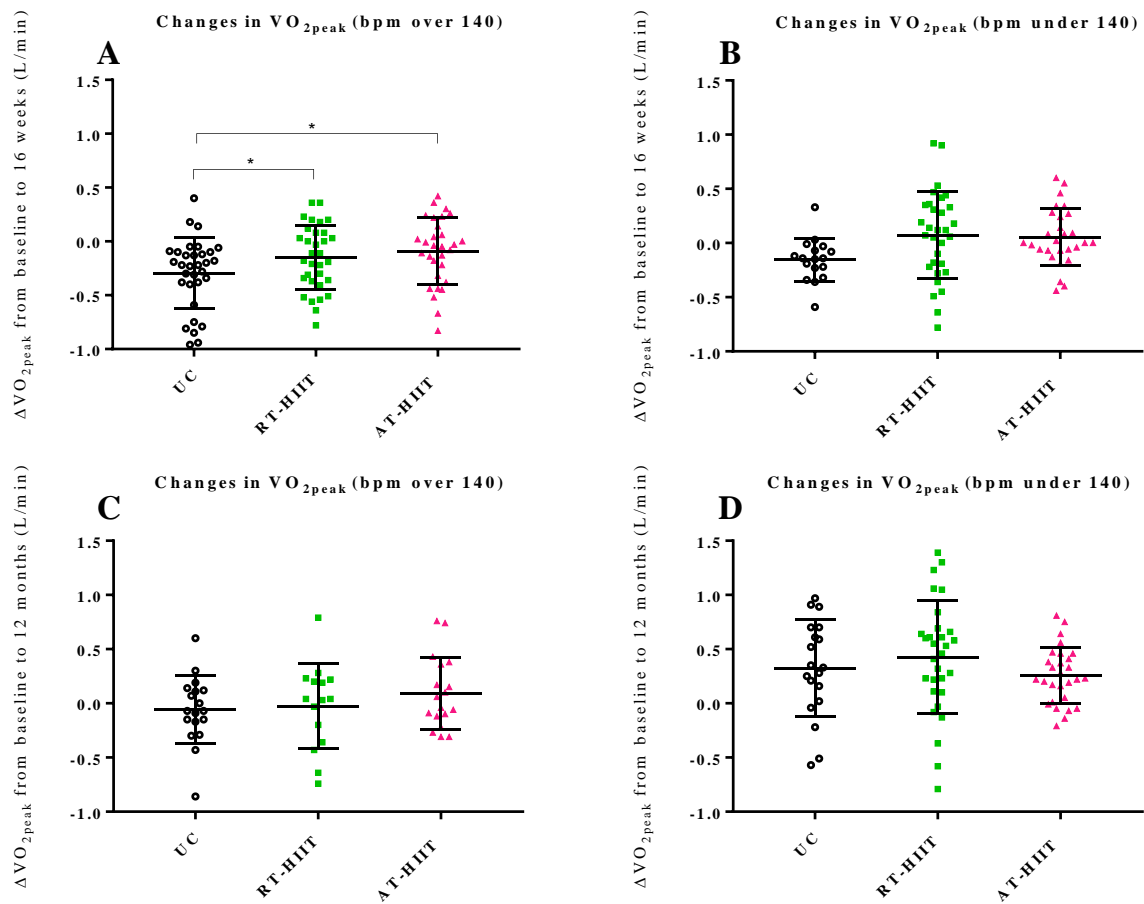 Changes in VO2peak (bpm over 140)
A
ΔVO2peak from baseline to 16 weeks (L/min)
1.5
1.0
0.5
0.0
-0.5
-1.0
*
*
UC
RT-HIIT
AT-HIIT
Changes in VO2peak (bpm under 140)
B
ΔVO2peak from baseline to 16 weeks (L/min)
1.5
1.0
0.5
0.0
-0.5
-1.0
UC
RT-HIIT
AT-HIIT
Changes in VO2peak (bpm over 140)
C
ΔVO2peak from baseline to 12 months (L/min)
1.5
1.0
0.5
0.0
-0.5
-1.0
UC
RT-HIIT
AT-HIIT
Changes in VO2peak (bpm under 140)
D
ΔVO2peak from baseline to 12 months (L/min)
1.5
1.0
0.5
0.0
-0.5
-1.0
UC
RT-HIIT
AT-HIIT